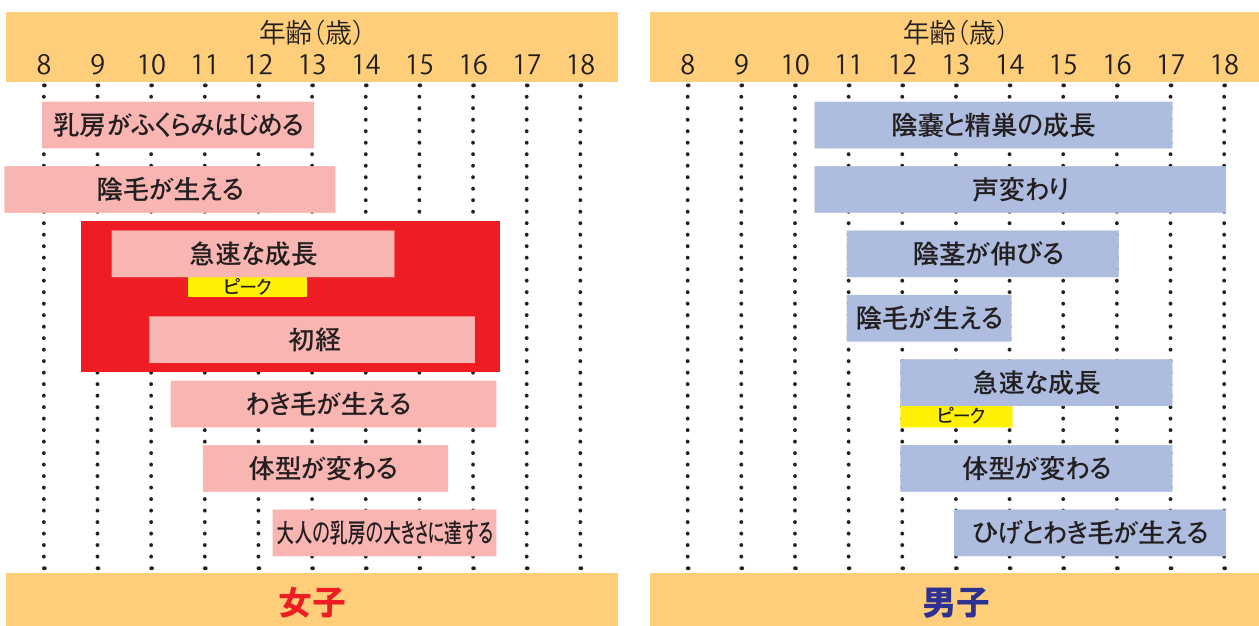 年齢(歳)
8 9 10 11 12 13 14 15 16 17 18
乳房がふくらみはじめる
陰毛が生える
急速な成長
ピーク
初経
わき毛が生える
体型が変わる
大人の乳房の大きさに達する
女子
年齢(歳)
8 9 10 11 12 13 14 15 16 17 18
陰嚢と精巣の成長
声変わり
陰茎が伸びる
陰毛が生える
急速な成長
ピーク
体型が変わる
ひげとわき毛が生える
男子